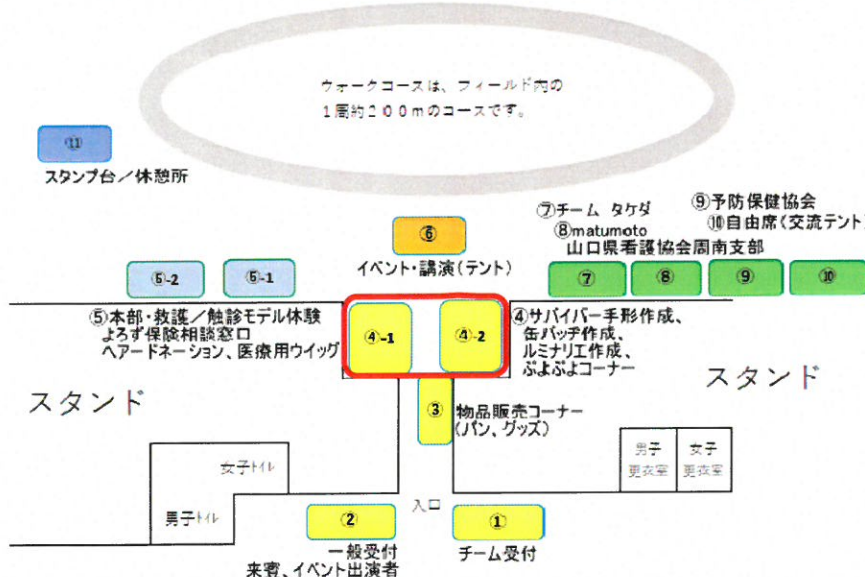 ウォークコースは、フィールド内の
1周約200mのコースです。
⑪
スタンプ台／休憩所
⑦チーム タケダ
⑧matumoto
山口県看護協会周南支部
⑨予防保健協会
⑩自由席(交流テント)
⑥
イベント・講演(テント)
⑤-2
⑤-1
⑦
⑧
⑨
⑩
⑤本部・救護／触診モデル体験
よろず保険相談窓口
ヘアードネーション、医療用ウイッグ
④-1
④-2
④サバイバー手形作成、
缶バッヂ作成、
ルミナリエ作成、
ぷよぷよコーナー
スタンド
スタンド
③
物品販売コーナー
(パン、グッズ)
女子トイレ
男子トイレ
男子
更衣室
女子
更衣室
入口
②
一般受付
来賓、イベント出演者
①
チーム受付